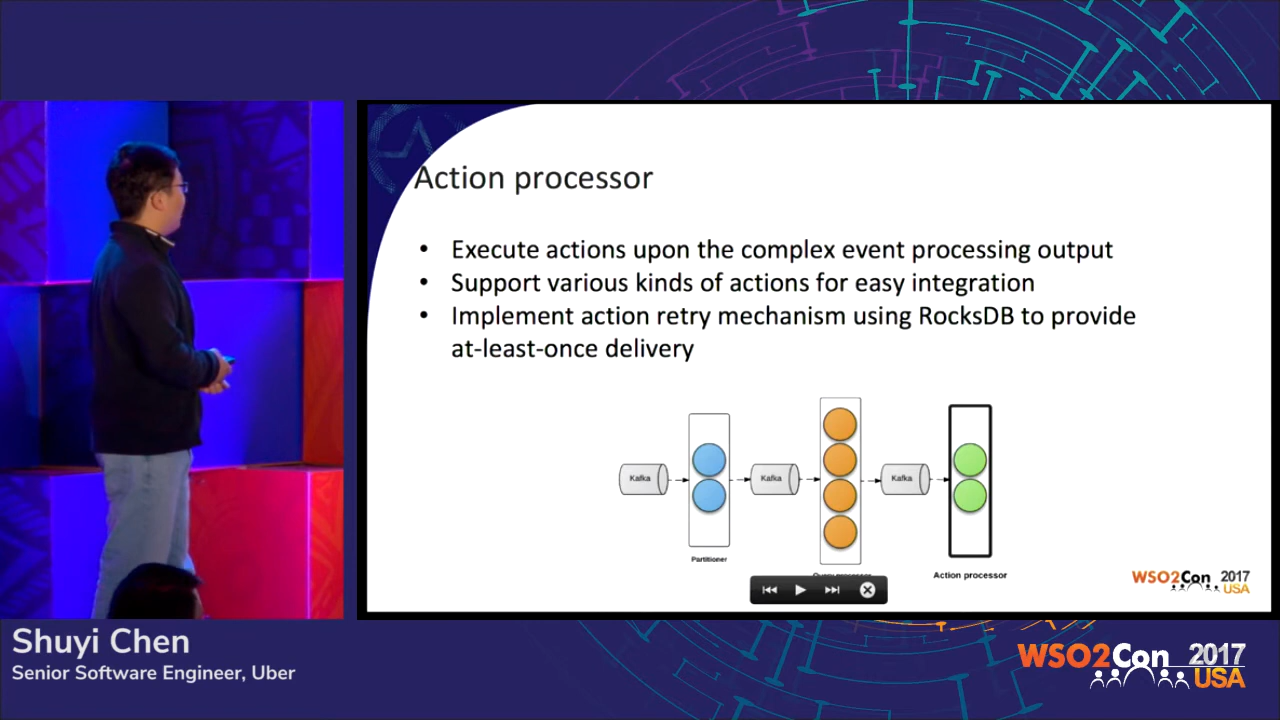 Action processor
• Execute actions upon the complex event processing output
• Support various kinds of actions for easy integration
• Implement action retry mechanism using RocksDB to provide
at-least-once delivery
Kafka
Kafka
Kafka
Partitioner
Action processor
WSO2Con 2017
USA
Shuyi Chen
Senior Software Engineer, Uber
WSO2Con 2017
USA